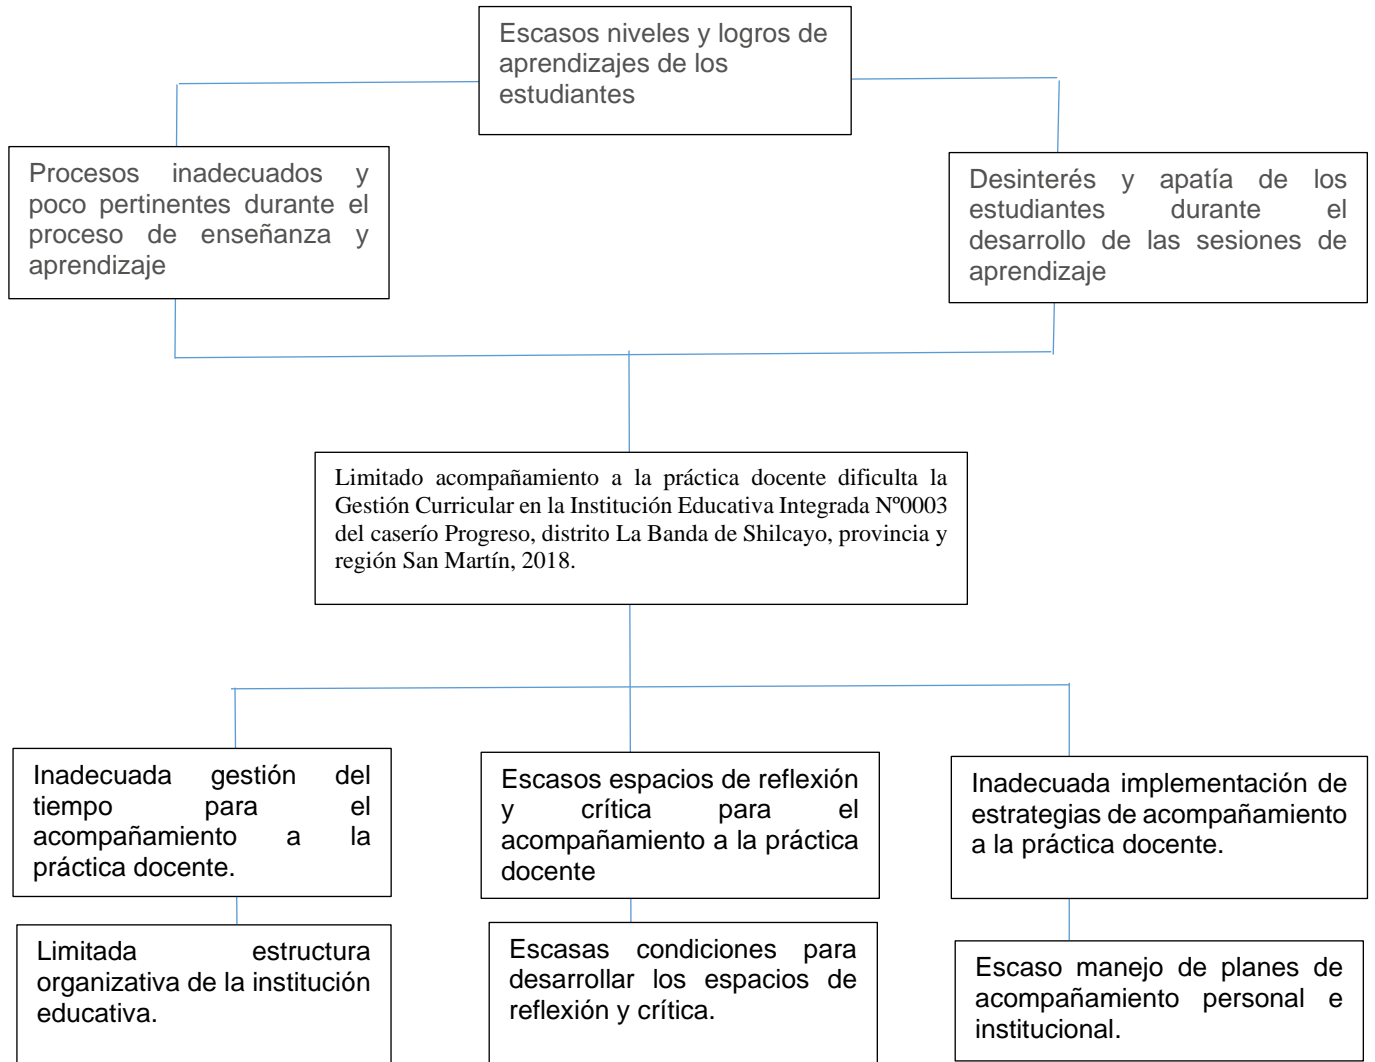 Escasos niveles y logros de
aprendizajes de los
estudiantes
Procesos inadecuados y
poco pertinentes durante el
proceso de enseñanza y
aprendizaje
Desinterés y apatía de los
estudiantes durante el
desarrollo de las sesiones de
aprendizaje
Limitado acompañamiento a la práctica docente dificulta la
Gestión Curricular en la Institución Educativa Integrada Nº0003
del caserío Progreso, distrito La Banda de Shilcayo, provincia y
región San Martín, 2018.
Inadecuada gestión del
tiempo para el
acompañamiento a la
práctica docente.
Escasos espacios de reflexión
y crítica para el
acompañamiento a la práctica
docente
Inadecuada implementación de
estrategias de acompañamiento
a la práctica docente.
Limitada estructura
organizativa de la institución
educativa.
Escasas condiciones para
desarrollar los espacios de
reflexión y crítica.
Escaso manejo de planes de
acompañamiento personal e
institucional.